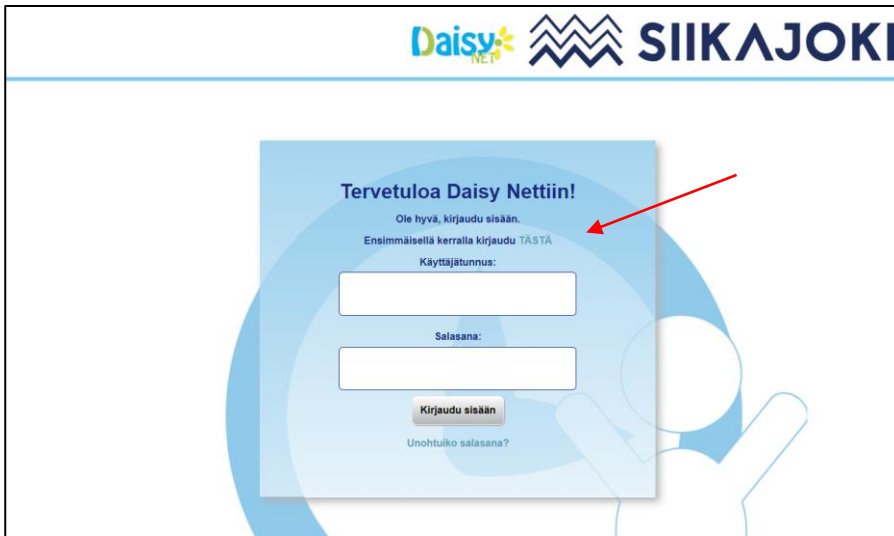 Daisy NET SIIKAJOKI
Tervetuloa Daisy Nettiin!
Ole hyvä, kirjaudu sisään.
Ensimmäisellä kerralla kirjaudu TÄSTÄ
Käyttäjätunnus:
Salasana:
Kirjaudu sisään
Unohtuiko salasana?